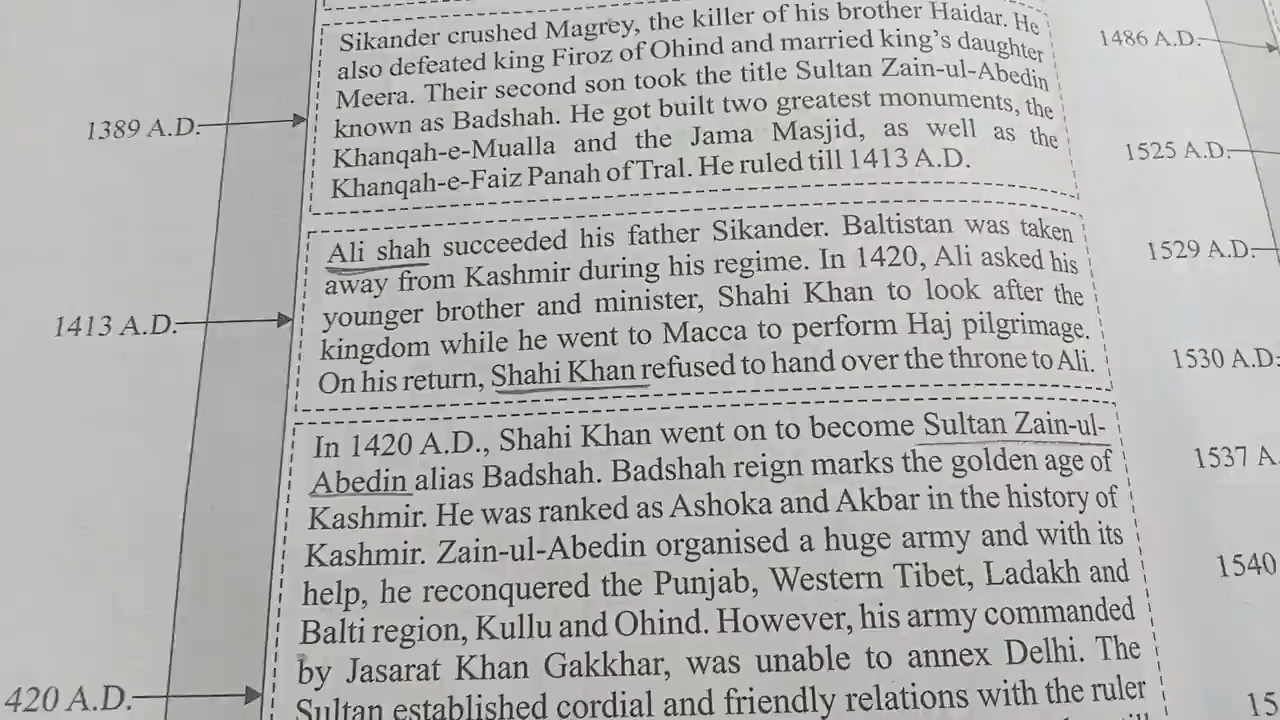 Sikander crushed Magrey, the killer of his brother Haidar. He
also defeated king Firoz of Ohind and married king's daughter
Meera. Their second son took the title Sultan Zain-ul-Abedin
known as Badshah. He got built two greatest monuments, the
Khanqah-e-Mualla and the Jama Masjid, as well as the
Khanqah-e-Faiz Panah of Tral. He ruled till 1413 A.D.
1389 A.D.
Ali shah succeeded his father Sikander. Baltistan was taken
away from Kashmir during his regime. In 1420, Ali asked his
younger brother and minister, Shahi Khan to look after the
kingdom while he went to Macca to perform Haj pilgrimage.
On his return, Shahi Khan refused to hand over the throne to Ali.
1413 A.D.
In 1420 A.D., Shahi Khan went on to become Sultan Zain-ul-
Abedin alias Badshah. Badshah reign marks the golden age of
Kashmir. He was ranked as Ashoka and Akbar in the history of
Kashmir. Zain-ul-Abedin organised a huge army and with its
help, he reconquered the Punjab, Western Tibet, Ladakh and
Balti region, Kullu and Ohind. However, his army commanded
by Jasarat Khan Gakkhar, was unable to annex Delhi. The
Sultan established cordial and friendly relations with the ruler
420 A.D.
1486 A.D.
1525 A.D.
1529 A.D.
1530 A.D.
1537 A.
1540
15